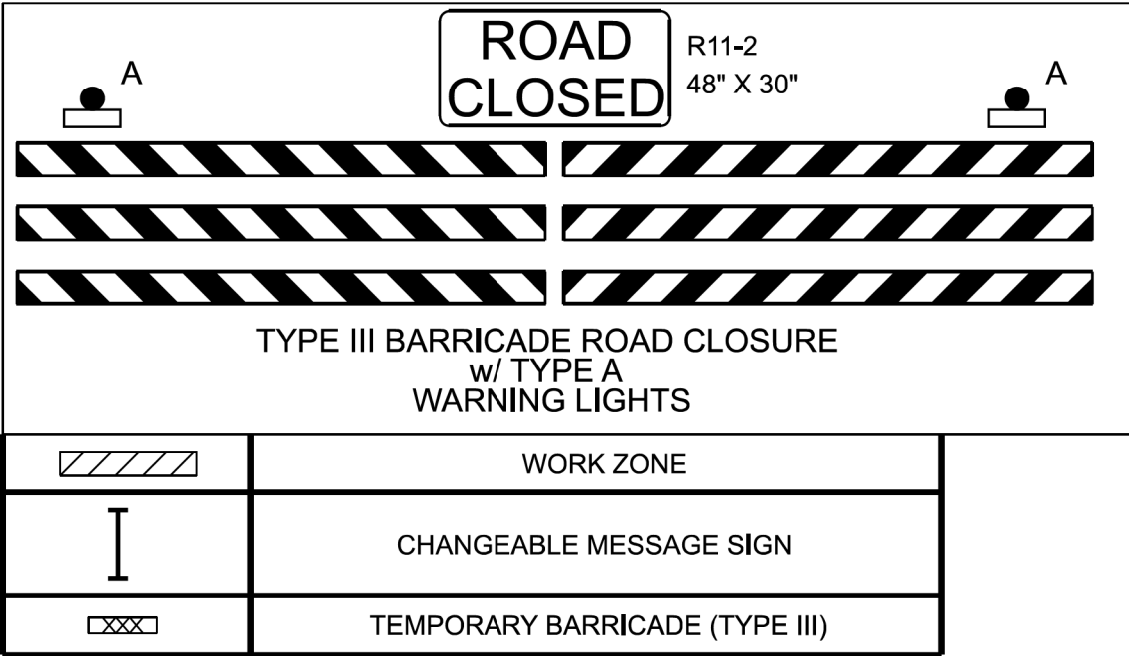 ROAD
CLOSED
R11-2
48" X 30"
A
A
TYPE III BARRICADE ROAD CLOSURE
w/ TYPE A
WARNING LIGHTS
WORK ZONE
CHANGEABLE MESSAGE SIGN
XXX
TEMPORARY BARRICADE (TYPE III)